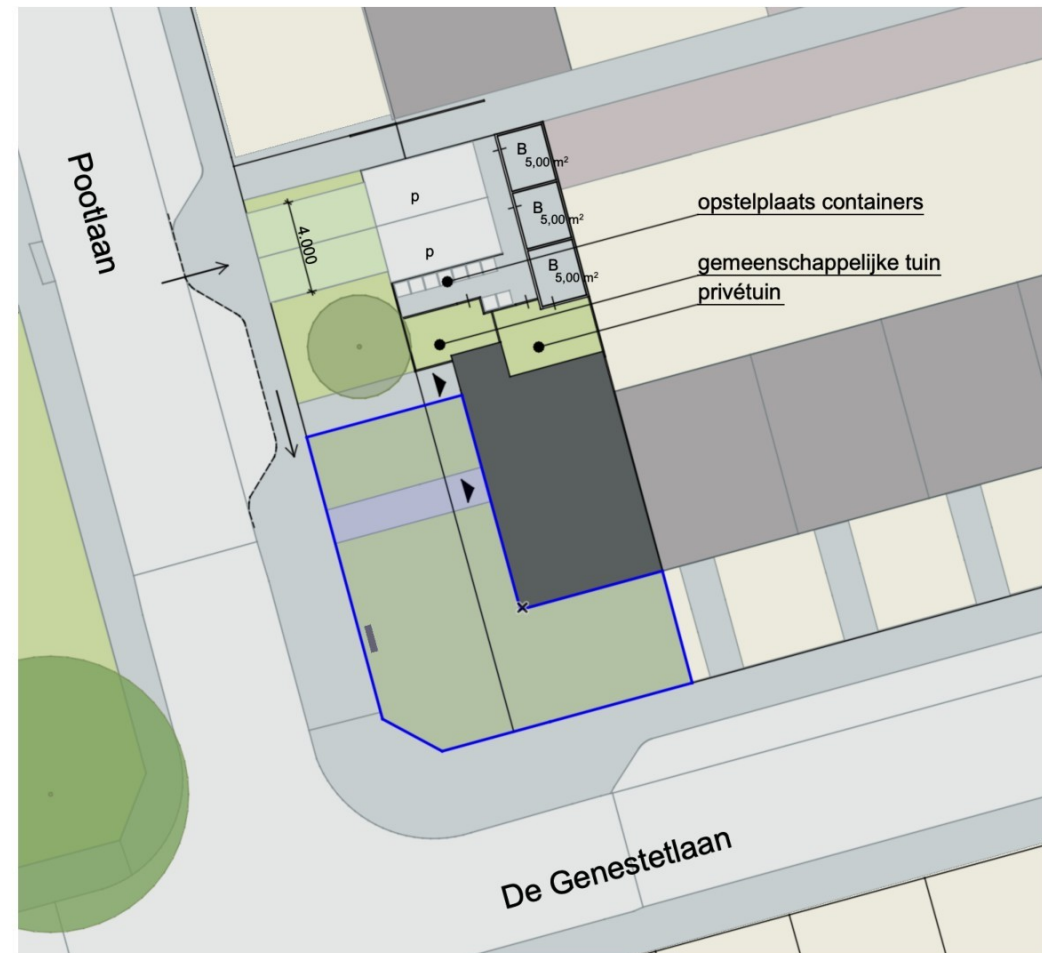 Pootlaan
4.000
p
p
B
5,00 m²
B
5,00 m²
B
5,00 m²
opstelplaats containers
gemeenschappelijke tuin
privétuin
De Genestetlaan